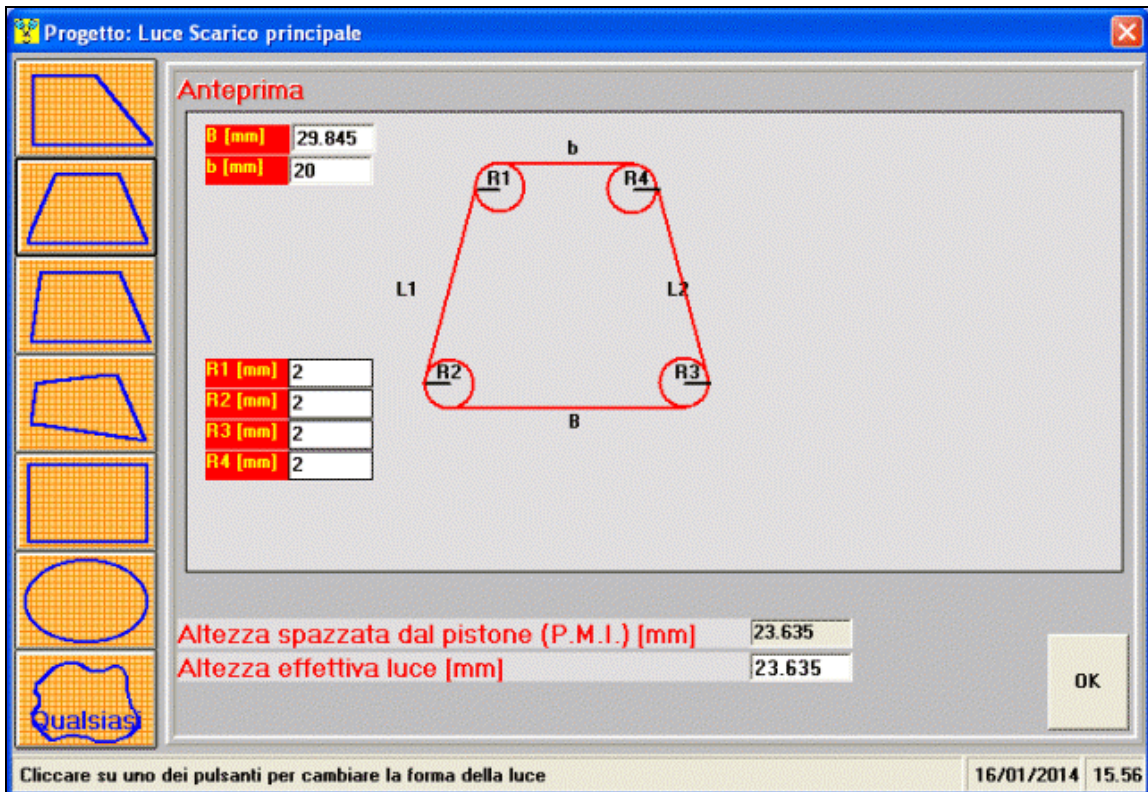 Progetto: Luce Scarico principale
Anteprima
B [mm] 29.845
b [mm] 20
b
R1 R4
L1 L2
R1 [mm] 2
R2 [mm] 2
R3 [mm] 2
R4 [mm] 2
R2 R3
B
Altezza spazzata dal pistone (P.M.I.) [mm] 23.635
Altezza effettiva luce [mm] 23.635
OK
Qualsiasi
Cliccare su uno dei pulsanti per cambiare la forma della luce 16/01/2014 15.56